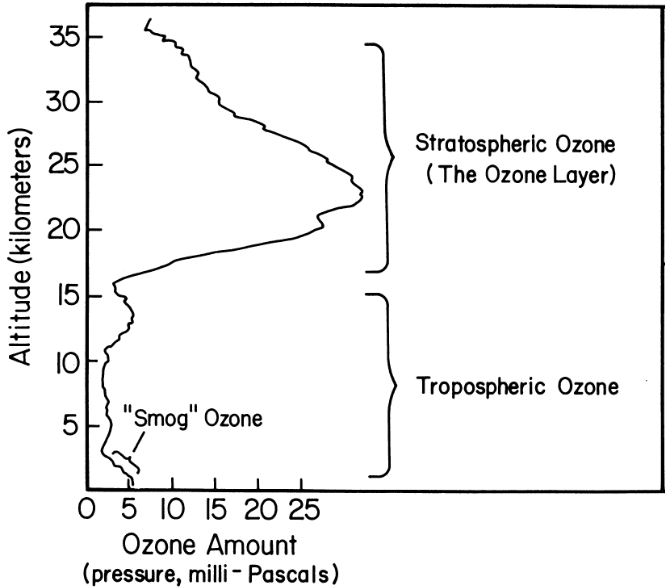 35
30
25
20
15
10
5
Altitude (kilometers)
Stratospheric Ozone
(The Ozone Layer)
Tropospheric Ozone
"Smog" Ozone
0 5 10 15 20 25
Ozone Amount
(pressure, milli-Pascals)